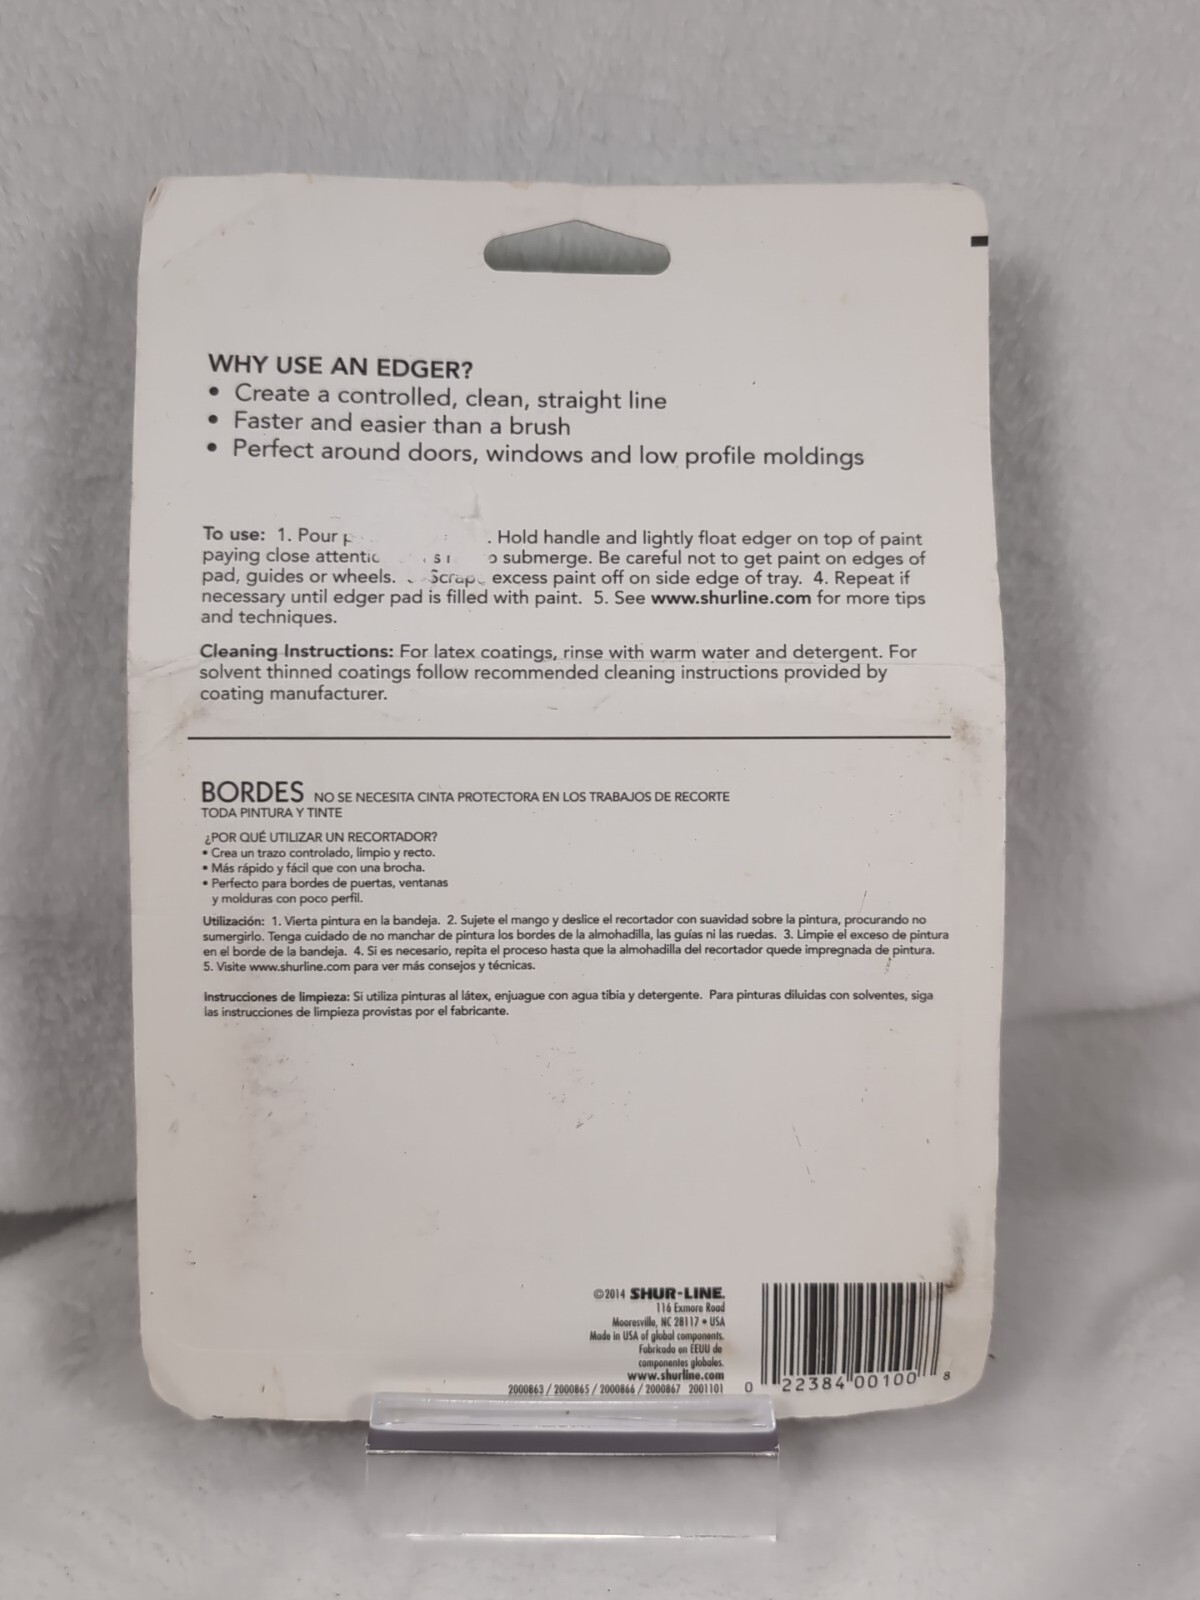 WHY USE AN EDGER?
• Create a controlled, clean, straight line
• Faster and easier than a brush
• Perfect around doors, windows and low profile moldings
To use: 1. Pour . Hold handle and lightly float edger on top of paint
paying close submerge. Be careful not to get paint on edges of
pad, guides or wheels. excess paint off on side edge of tray. 4. Repeat if
necessary until edger pad is filled with paint. 5. See www.shurline.com for more tips
and techniques.
Cleaning Instructions: For latex coatings, rinse with warm water and detergent. For
solvent thinned coatings follow recommended cleaning instructions provided by
coating manufacturer.
BORDES NO SE NECESITA CINTA PROTECTORA EN LOS TRABAJOS DE RECORTE
TODA PINTURA Y TINTE
¿POR QUÉ UTILIZAR UN RECORTADOR?
• Crea un trazo controlado, limpio y recto.
• Más rápido y fácil que con una brocha.
• Perfecto para bordes de puertas, ventanas
y molduras con poco perfil.
Utilización: 1. Vierta pintura en la bandeja. 2. Sujete el mango y deslice el recortador con suavidad sobre la pintura, procurando no
sumergirlo. Tenga cuidado de no manchar de pintura los bordes de la almohadilla, las guías ni las ruedas. 3. Limpie el exceso de pintura
en el borde de la bandeja. 4. Si es necesario, repita el proceso hasta que la almohadilla del recortador quede impregnada de pintura.
5. Visite www.shurline.com para ver más consejos y técnicas.
Instrucciones de limpieza: Si utiliza pinturas al látex, enjuague con agua tibia y detergente. Para pinturas diluidas con solventes, siga
las instrucciones de limpieza provistas por el fabricante.
©2014 SHUR-LINE.
116 Exmore Road
Mooresville, NC 28117 • USA
Made in USA of global components.
Fabricado en EEUU de
componentes globales.
www.shurline.com
2000863 / 2000865 / 2000866 / 2000867 2001101
0 22384 00100 8